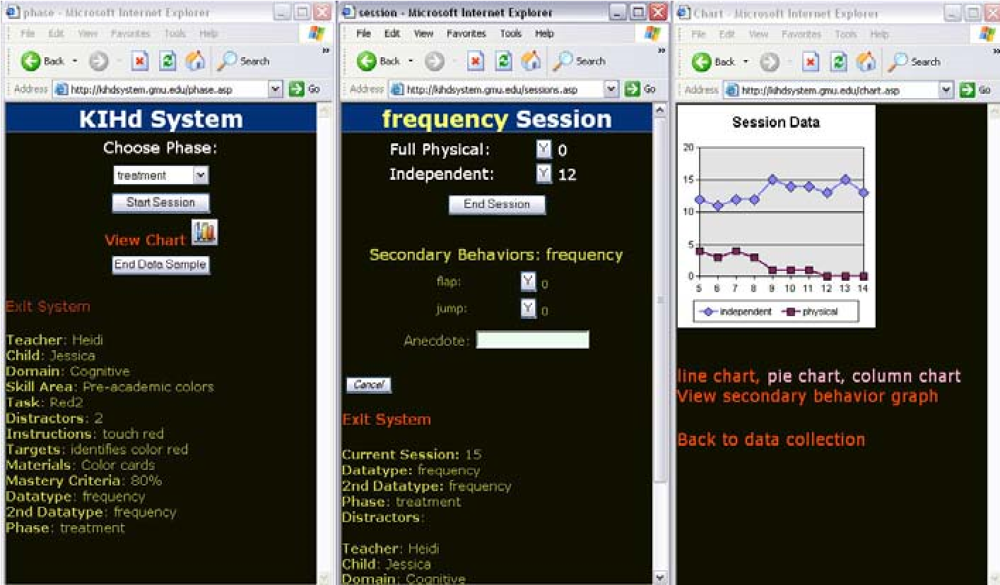 phase - Microsoft Internet Explorer
File Edit View Favorites Tools Help
Back Search
Address http://kihdsystem.gmu.edu/phase.asp Go
KIHd System
Choose Phase:
treatment
Start Session
View Chart
End Data Sample
Exit System
Teacher: Heidi
Child: Jessica
Domain: Cognitive
Skill Area: Pre-academic colors
Task: Red2
Distractors: 2
Instructions: touch red
Targets: identifies color red
Materials: Color cards
Mastery Criteria: 80%
Datatype: frequency
2nd Datatype: frequency
Phase: treatment
session - Microsoft Internet Explorer
File Edit View Favorites Tools Help
Back Search
Address http://kihdsystem.gmu.edu/sessions.asp Go
frequency Session
Full Physical: Y 0
Independent: Y 12
End Session
Secondary Behaviors: frequency
flap: Y 0
jump: Y 0
Anecdote:
Cancel
Exit System
Current Session: 15
Datatype: frequency
2nd Datatype: frequency
Phase: treatment
Distractors:
Teacher: Heidi
Child: Jessica
Domain: Cognitive
Chart - Microsoft Internet Explorer
File Edit View Favorites Tools Help
Back Search
Address http://kihdsystem.gmu.edu/chart.asp Go
Session Data
20
15
10
5
0
5 6 7 8 9 10 11 12 13 14
independent physical
line chart, pie chart, column chart
View secondary behavior graph
Back to data collection